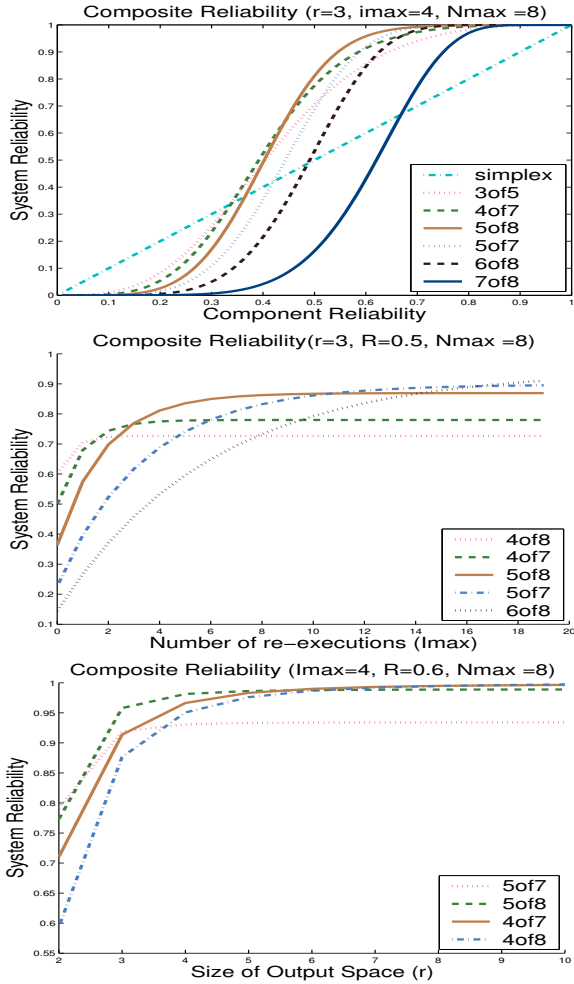 Composite Reliability (r=3, imax=4, Nmax =8)
System Reliability
1
0.9
0.8
0.7
0.6
0.5
0.4
0.3
0.2
0.1
0
simplex
3of5
4of7
5of8
5of7
6of8
7of8
0 0.1 0.2 0.3 0.4 0.5 0.6 0.7 0.8 0.9 1
Component Reliability
Composite Reliability(r=3, R=0.5, Nmax =8)
System Reliability
1
0.9
0.8
0.7
0.6
0.5
0.4
0.3
0.2
0.1
4of8
4of7
5of8
5of7
6of8
0 2 4 6 8 10 12 14 16 18 20
Number of re-executions (Imax)
Composite Reliability (Imax=4, R=0.6, Nmax =8)
System Reliability
1
0.95
0.9
0.85
0.8
0.75
0.7
0.65
0.6
0.55
5of7
5of8
4of7
4of8
2 3 4 5 6 7 8 9 10
Size of Output Space (r)